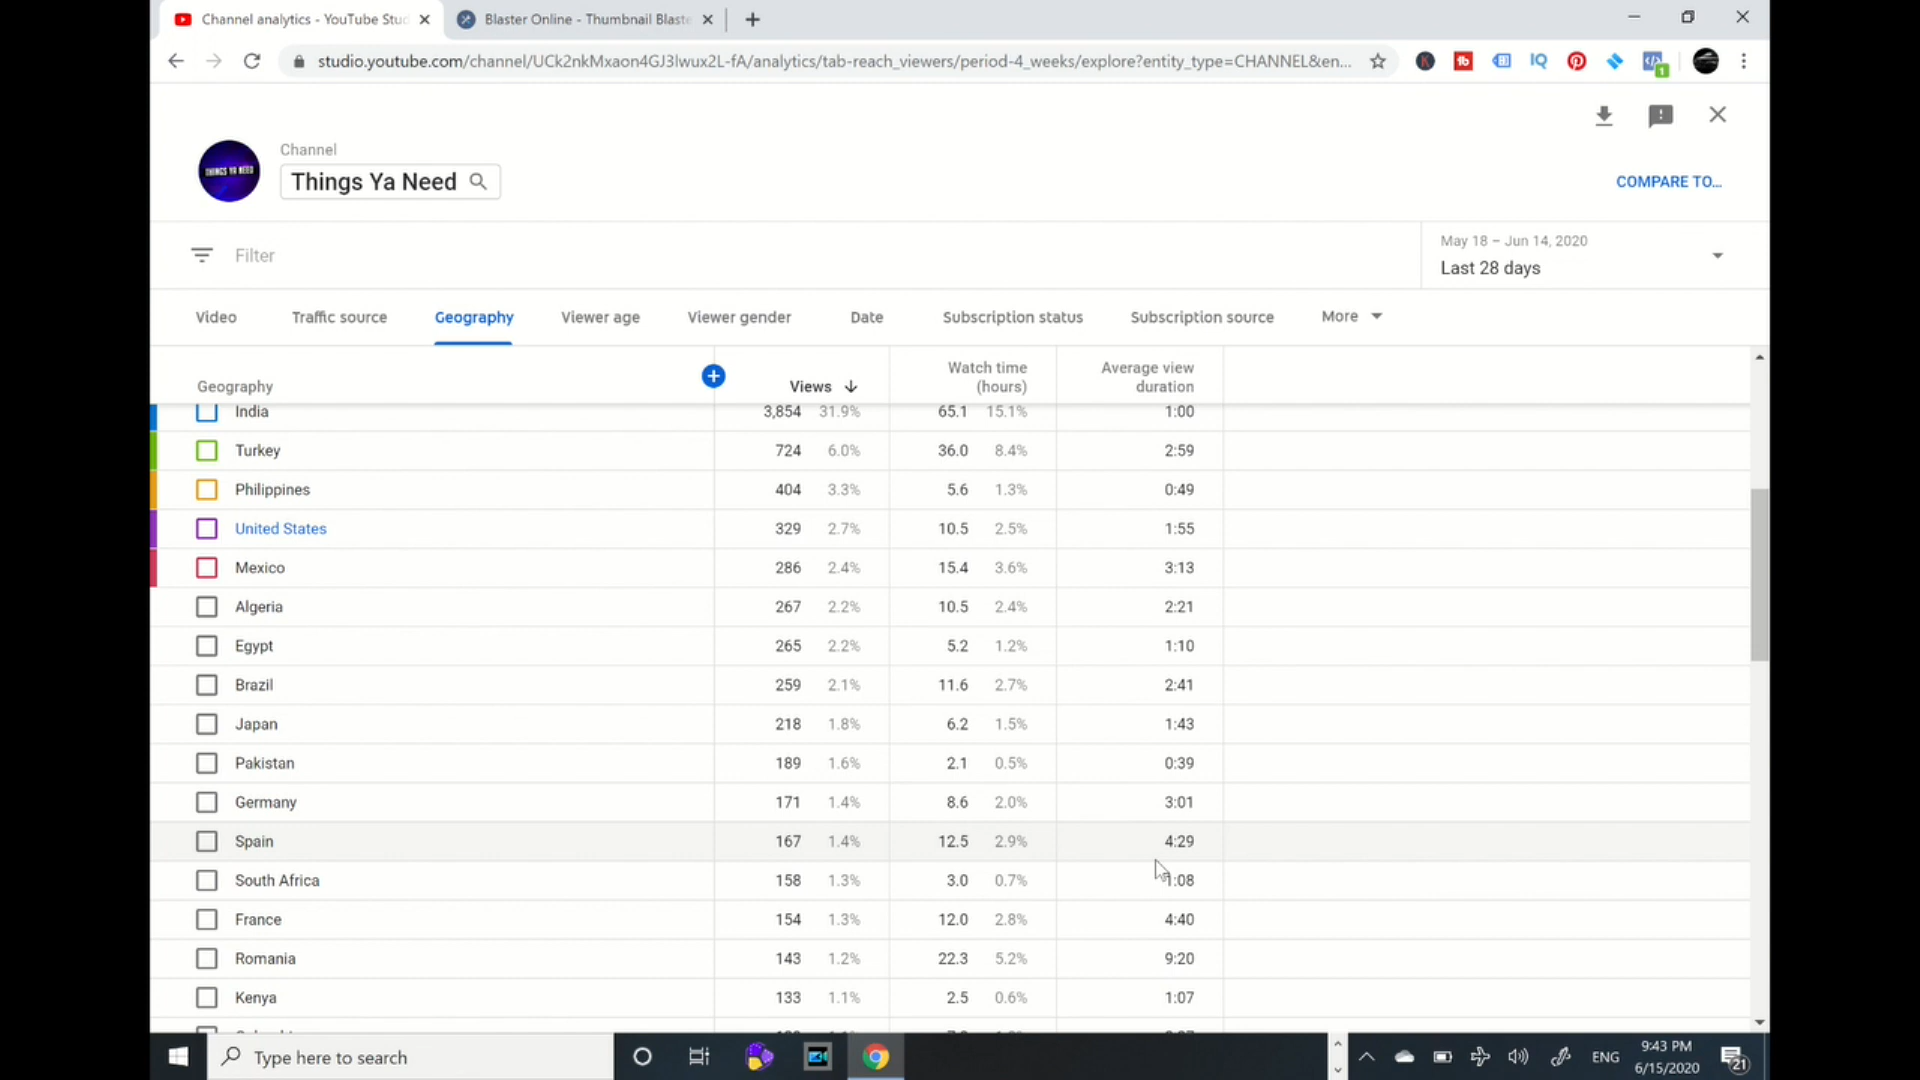 Channel analytics - YouTube Stud
Blaster Online - Thumbnail Blaste
studio.youtube.com/channel/UCk2nkMxaon4GJ3lwux2L-fA/analytics/tab-reach_viewers/period-4_weeks/explore?entity_type=CHANNEL&en...
THINGS YA NEED
Channel
Things Ya Need
COMPARE TO...
Filter
May 18 – Jun 14, 2020
Last 28 days
Video Traffic source Geography Viewer age Viewer gender Date Subscription status Subscription source More
Geography Views Watch time (hours) Average view duration
India 3,854 31.9% 65.1 15.1% 1:00
Turkey 724 6.0% 36.0 8.4% 2:59
Philippines 404 3.3% 5.6 1.3% 0:49
United States 329 2.7% 10.5 2.5% 1:55
Mexico 286 2.4% 15.4 3.6% 3:13
Algeria 267 2.2% 10.5 2.4% 2:21
Egypt 265 2.2% 5.2 1.2% 1:10
Brazil 259 2.1% 11.6 2.7% 2:41
Japan 218 1.8% 6.2 1.5% 1:43
Pakistan 189 1.6% 2.1 0.5% 0:39
Germany 171 1.4% 8.6 2.0% 3:01
Spain 167 1.4% 12.5 2.9% 4:29
South Africa 158 1.3% 3.0 0.7% 1:08
France 154 1.3% 12.0 2.8% 4:40
Romania 143 1.2% 22.3 5.2% 9:20
Kenya 133 1.1% 2.5 0.6% 1:07
Type here to search
ENG
9:43 PM
6/15/2020
21